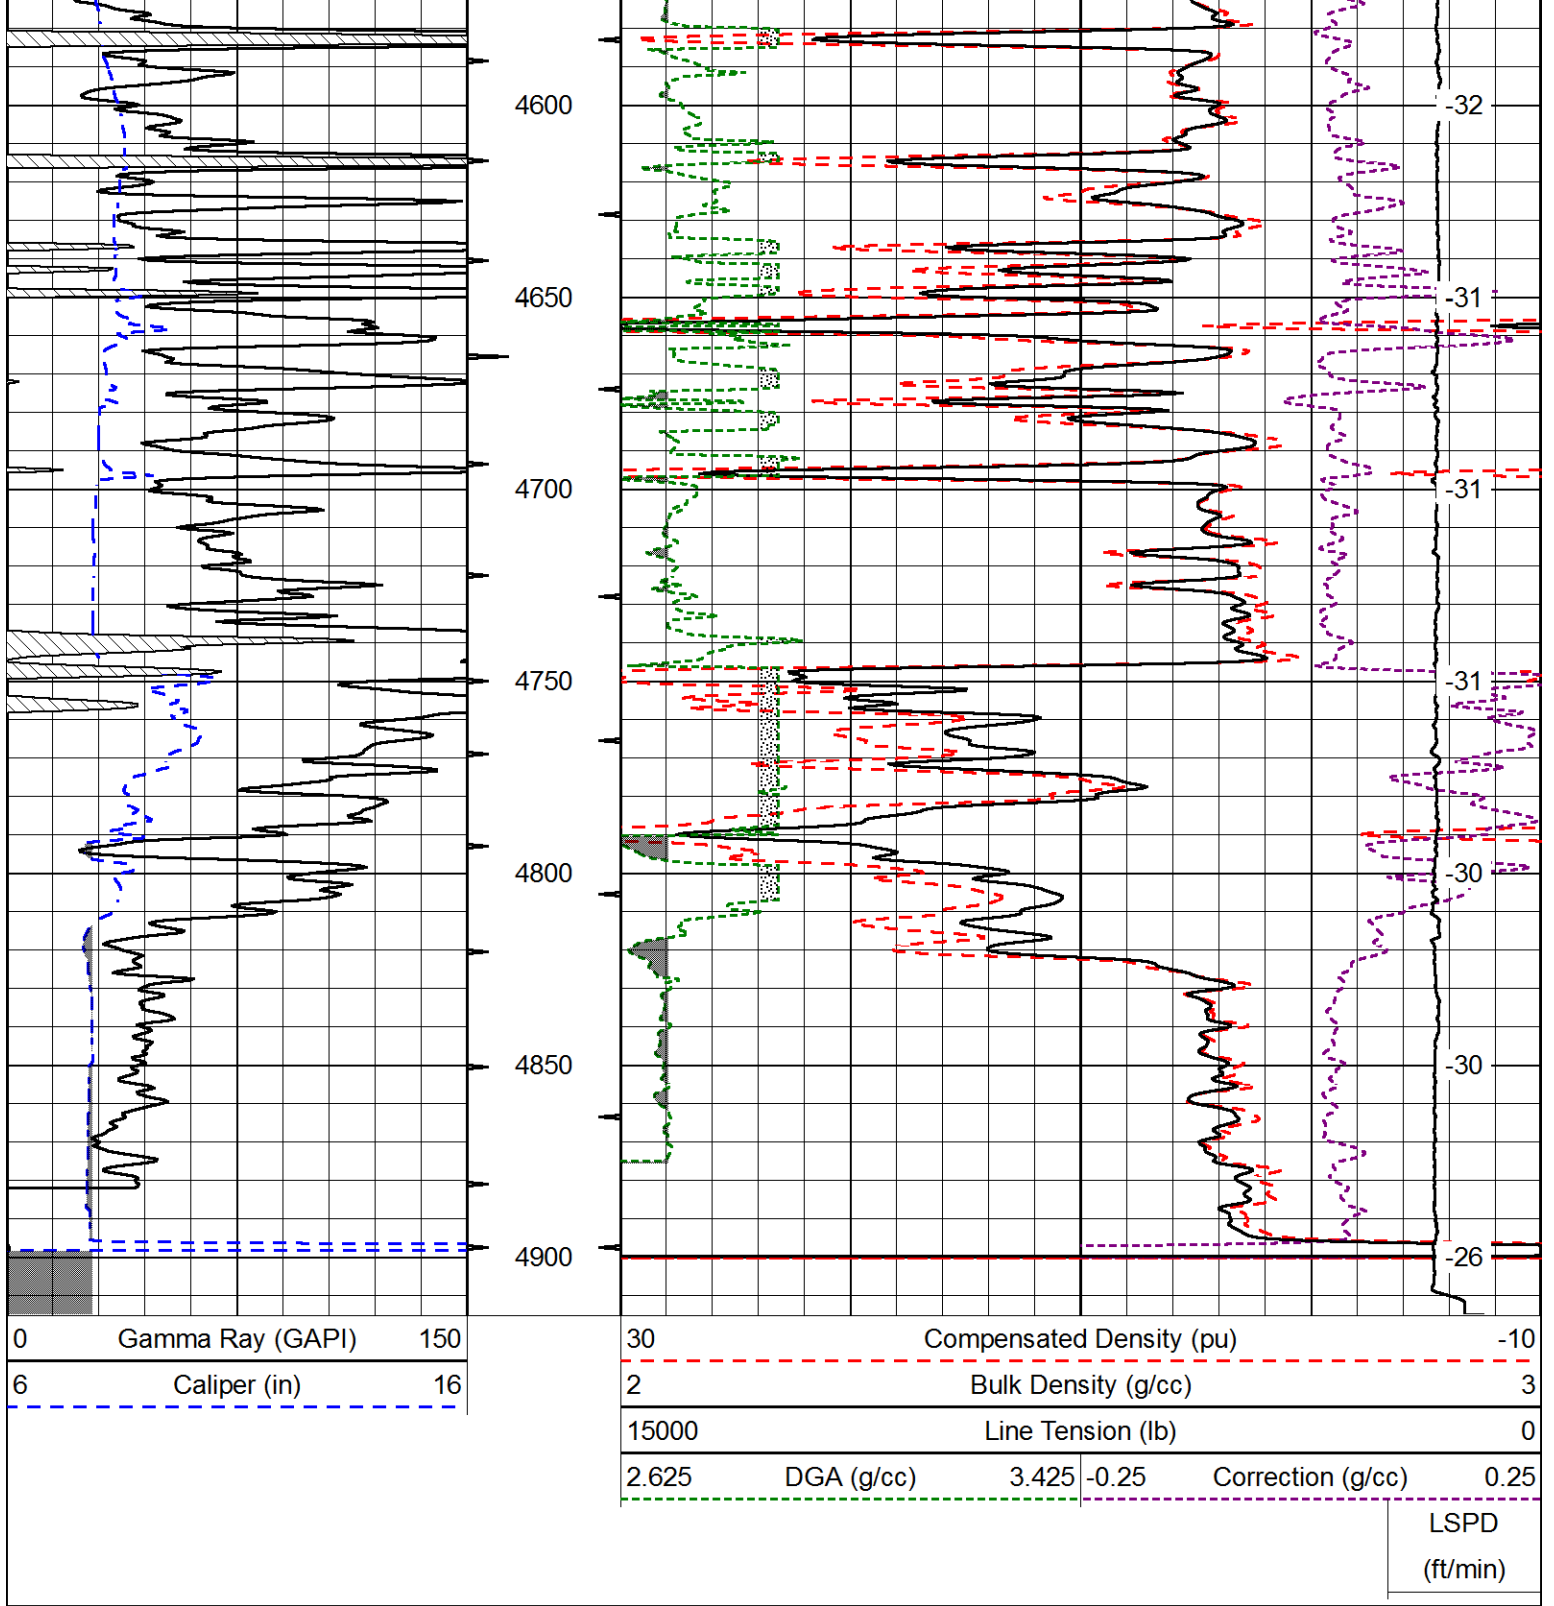 4600 -32
4650 -31
4700 -31
4750 -31
4800 -30
4850 -30
4900 -26
0 Gamma Ray (GAPI) 150
6 Caliper (in) 16
30 Compensated Density (pu) -10
2 Bulk Density (g/cc) 3
15000 Line Tension (lb) 0
2.625 DGA (g/cc) 3.425 -0.25 Correction (g/cc) 0.25
LSPD
(ft/min)